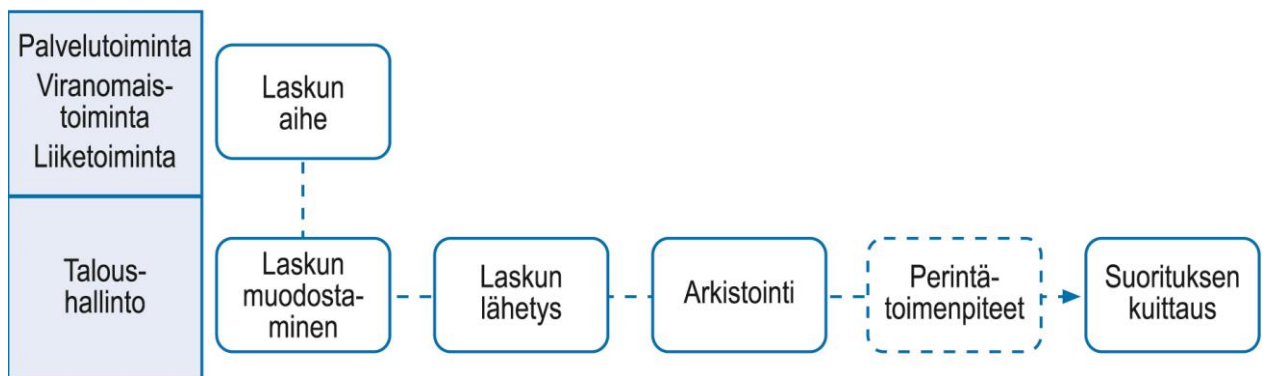 Palvelutoiminta
Viranomais-
toiminta
Liiketoiminta
Laskun
aihe
Talous-
hallinto
Laskun
muodosta-
minen
Laskun
lähetys
Arkistointi
Perintä-
toimenpiteet
Suorituksen
kuittaus